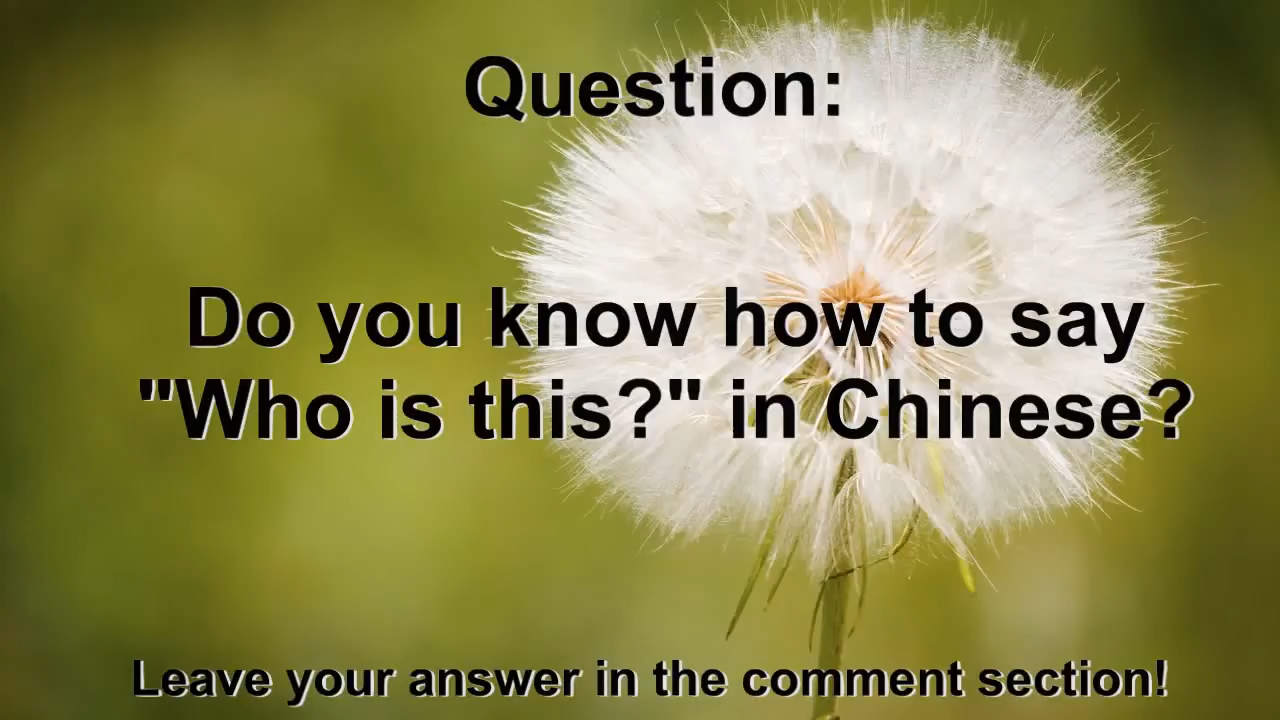 Question:
Do you know how to say
"Who is this?" in Chinese?
Leave your answer in the comment section!